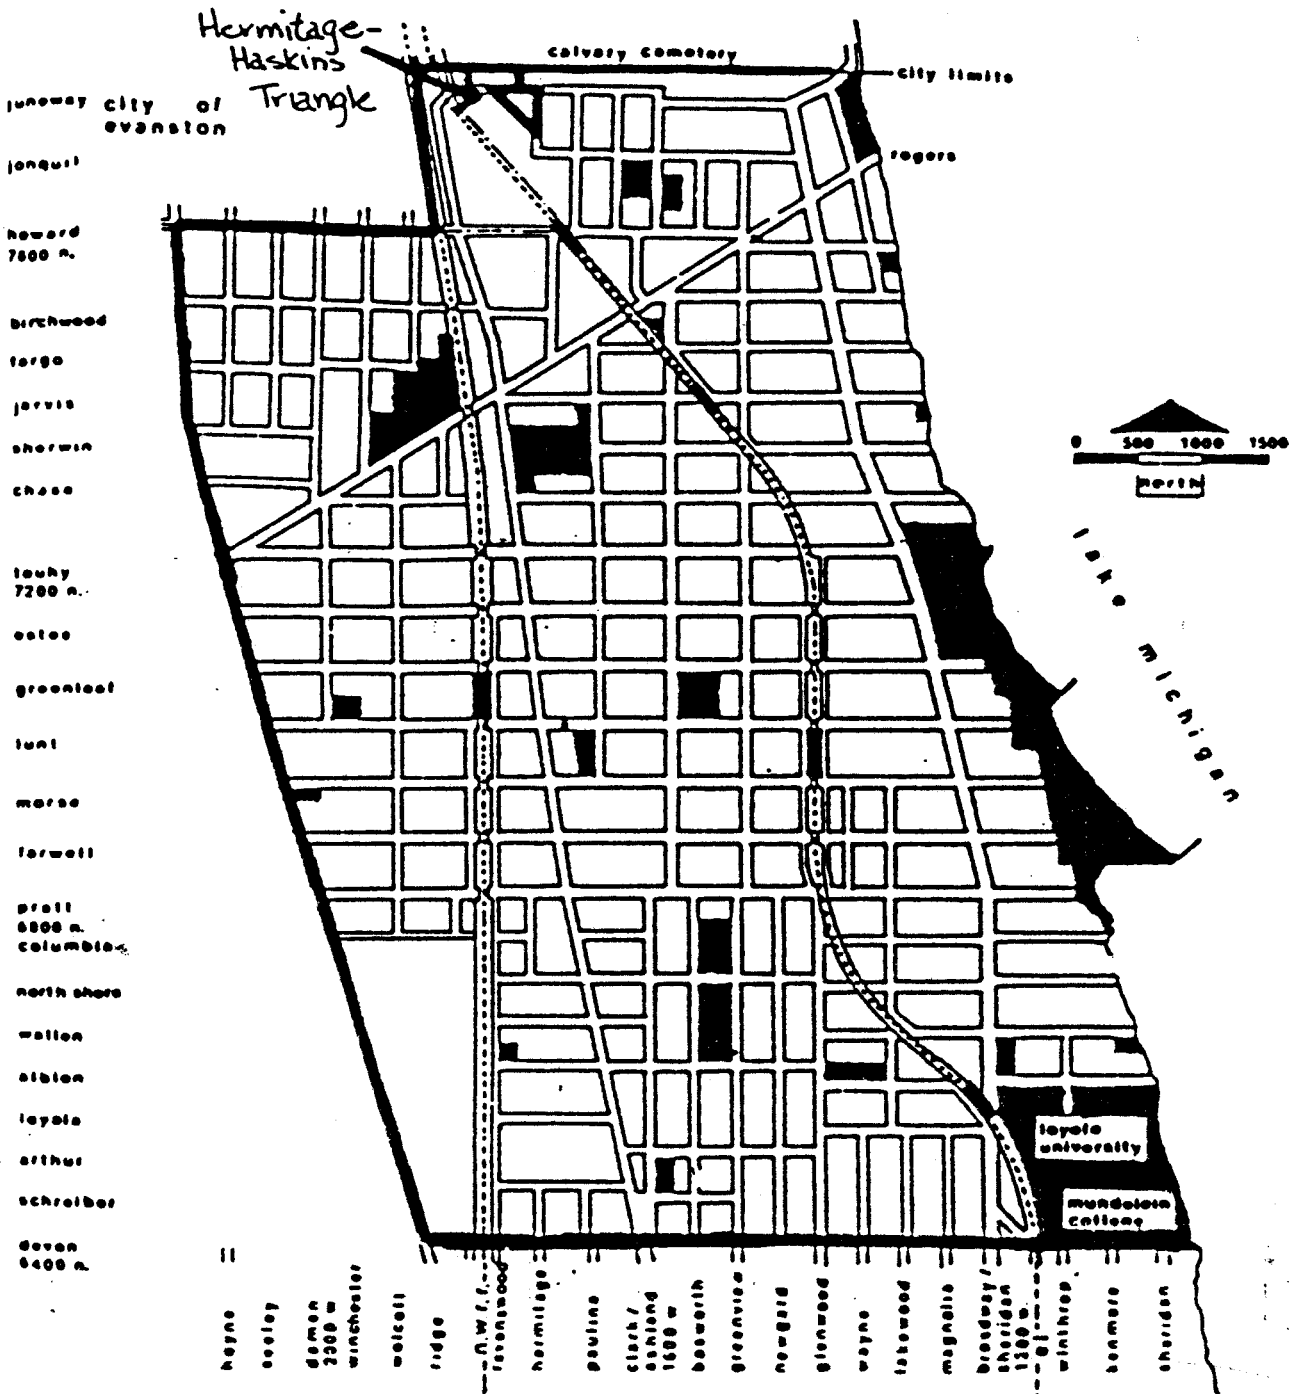 Hermitage-
Haskins
Triangle
calvary cemetery
city limits
juneway
city of
evanston
jonquil
rogers
howard
7600 n.
birchwood
fargo
jarvis
sherwin
chase
0 500 1000 1500
north
lake michigan
touhy
7200 n.
estes
greenleaf
lunt
morse
farwell
pratt
6800 n.
columbia
north shore
wallen
albion
loyola
arthur
schreiber
devon
6400 n.
loyola
university
mundelein
college
hoyne
seeley
damen
2000 w
winchester
wolcott
ridge
ravenswood
hermitage
paulina
clark/
ashland
1600 w
bosworth
greenview
newgard
glenwood
wayne
lakewood
magnolia
broadway/
sheridan
1200 w.
winthrop
kenmore
sheridan